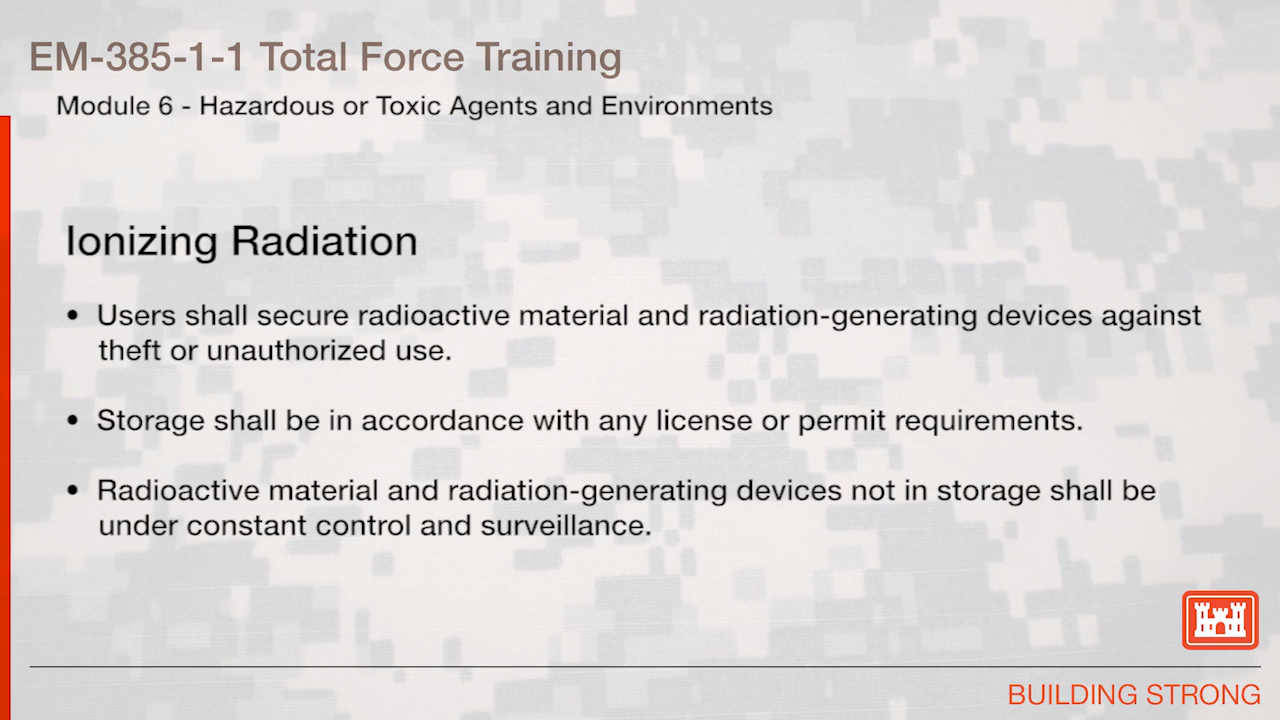 EM-385-1-1 Total Force Training
Module 6 - Hazardous or Toxic Agents and Environments
Ionizing Radiation
• Users shall secure radioactive material and radiation-generating devices against
theft or unauthorized use.
• Storage shall be in accordance with any license or permit requirements.
• Radioactive material and radiation-generating devices not in storage shall be
under constant control and surveillance.
BUILDING STRONG